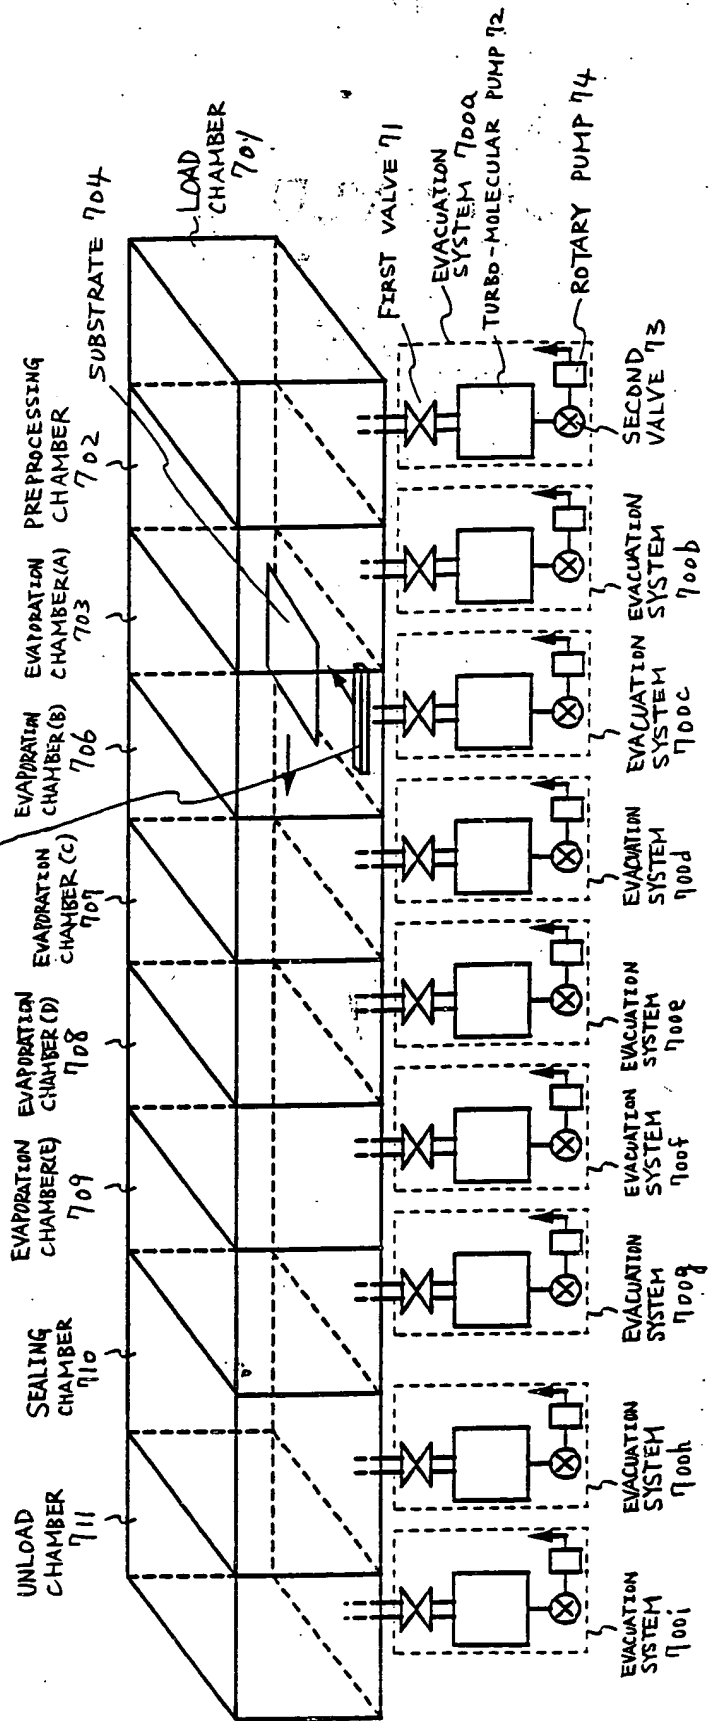 LOAD
CHAMBER
701
SUBSTRATE 704
PREPROCESSING
CHAMBER
702
EVAPORATION
CHAMBER(A)
703
EVAPORATION
CHAMBER(B)
706
EVAPORATION
CHAMBER (C)
707
EVAPORATION
CHAMBER(D)
708
EVAPORATION
CHAMBER(E)
709
SEALING
CHAMBER
710
UNLOAD
CHAMBER
711
FIRST VALVE 71
EVACUATION
SYSTEM 700a
TURBO-MOLECULAR PUMP 72
ROTARY PUMP 74
SECOND
VALVE 73
EVACUATION
SYSTEM
700b
EVACUATION
SYSTEM
700c
EVACUATION
SYSTEM
700d
EVACUATION
SYSTEM
700e
EVACUATION
SYSTEM
700f
EVACUATION
SYSTEM
700g
EVACUATION
SYSTEM
700h
EVACUATION
SYSTEM
700i